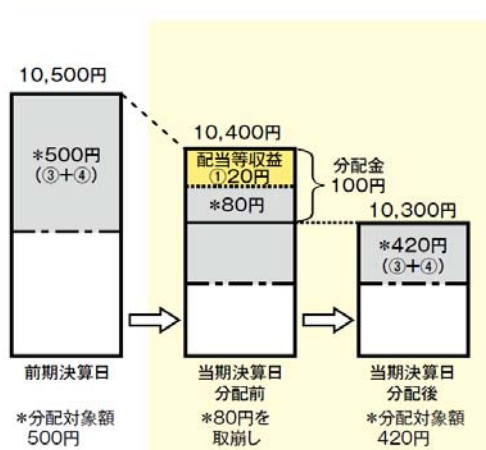 10,500円
*500円
(③+④)
10,400円
配当等収益
①20円
*80円
分配金
100円
10,300円
*420円
(③+④)
前期決算日
当期決算日
分配前
当期決算日
分配後
*分配対象額
500円
*80円を
取崩し
*分配対象額
420円